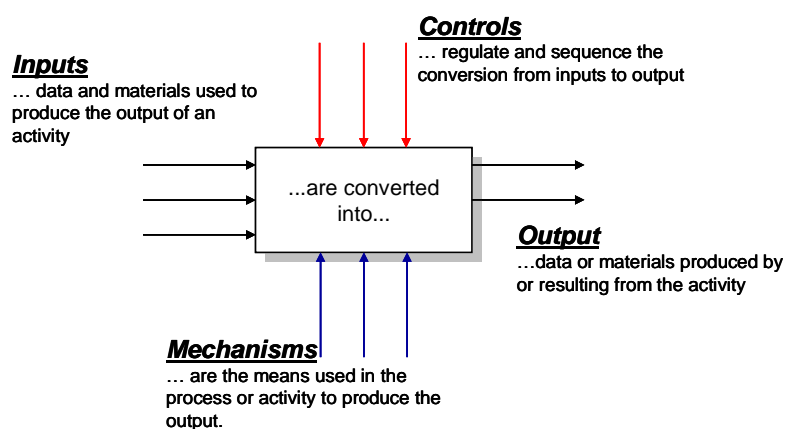 Controls
… regulate and sequence the
conversion from inputs to output
Inputs
… data and materials used to
produce the output of an
activity
...are converted
into...
Output
…data or materials produced by
or resulting from the activity
Mechanisms
… are the means used in the
process or activity to produce the
output.